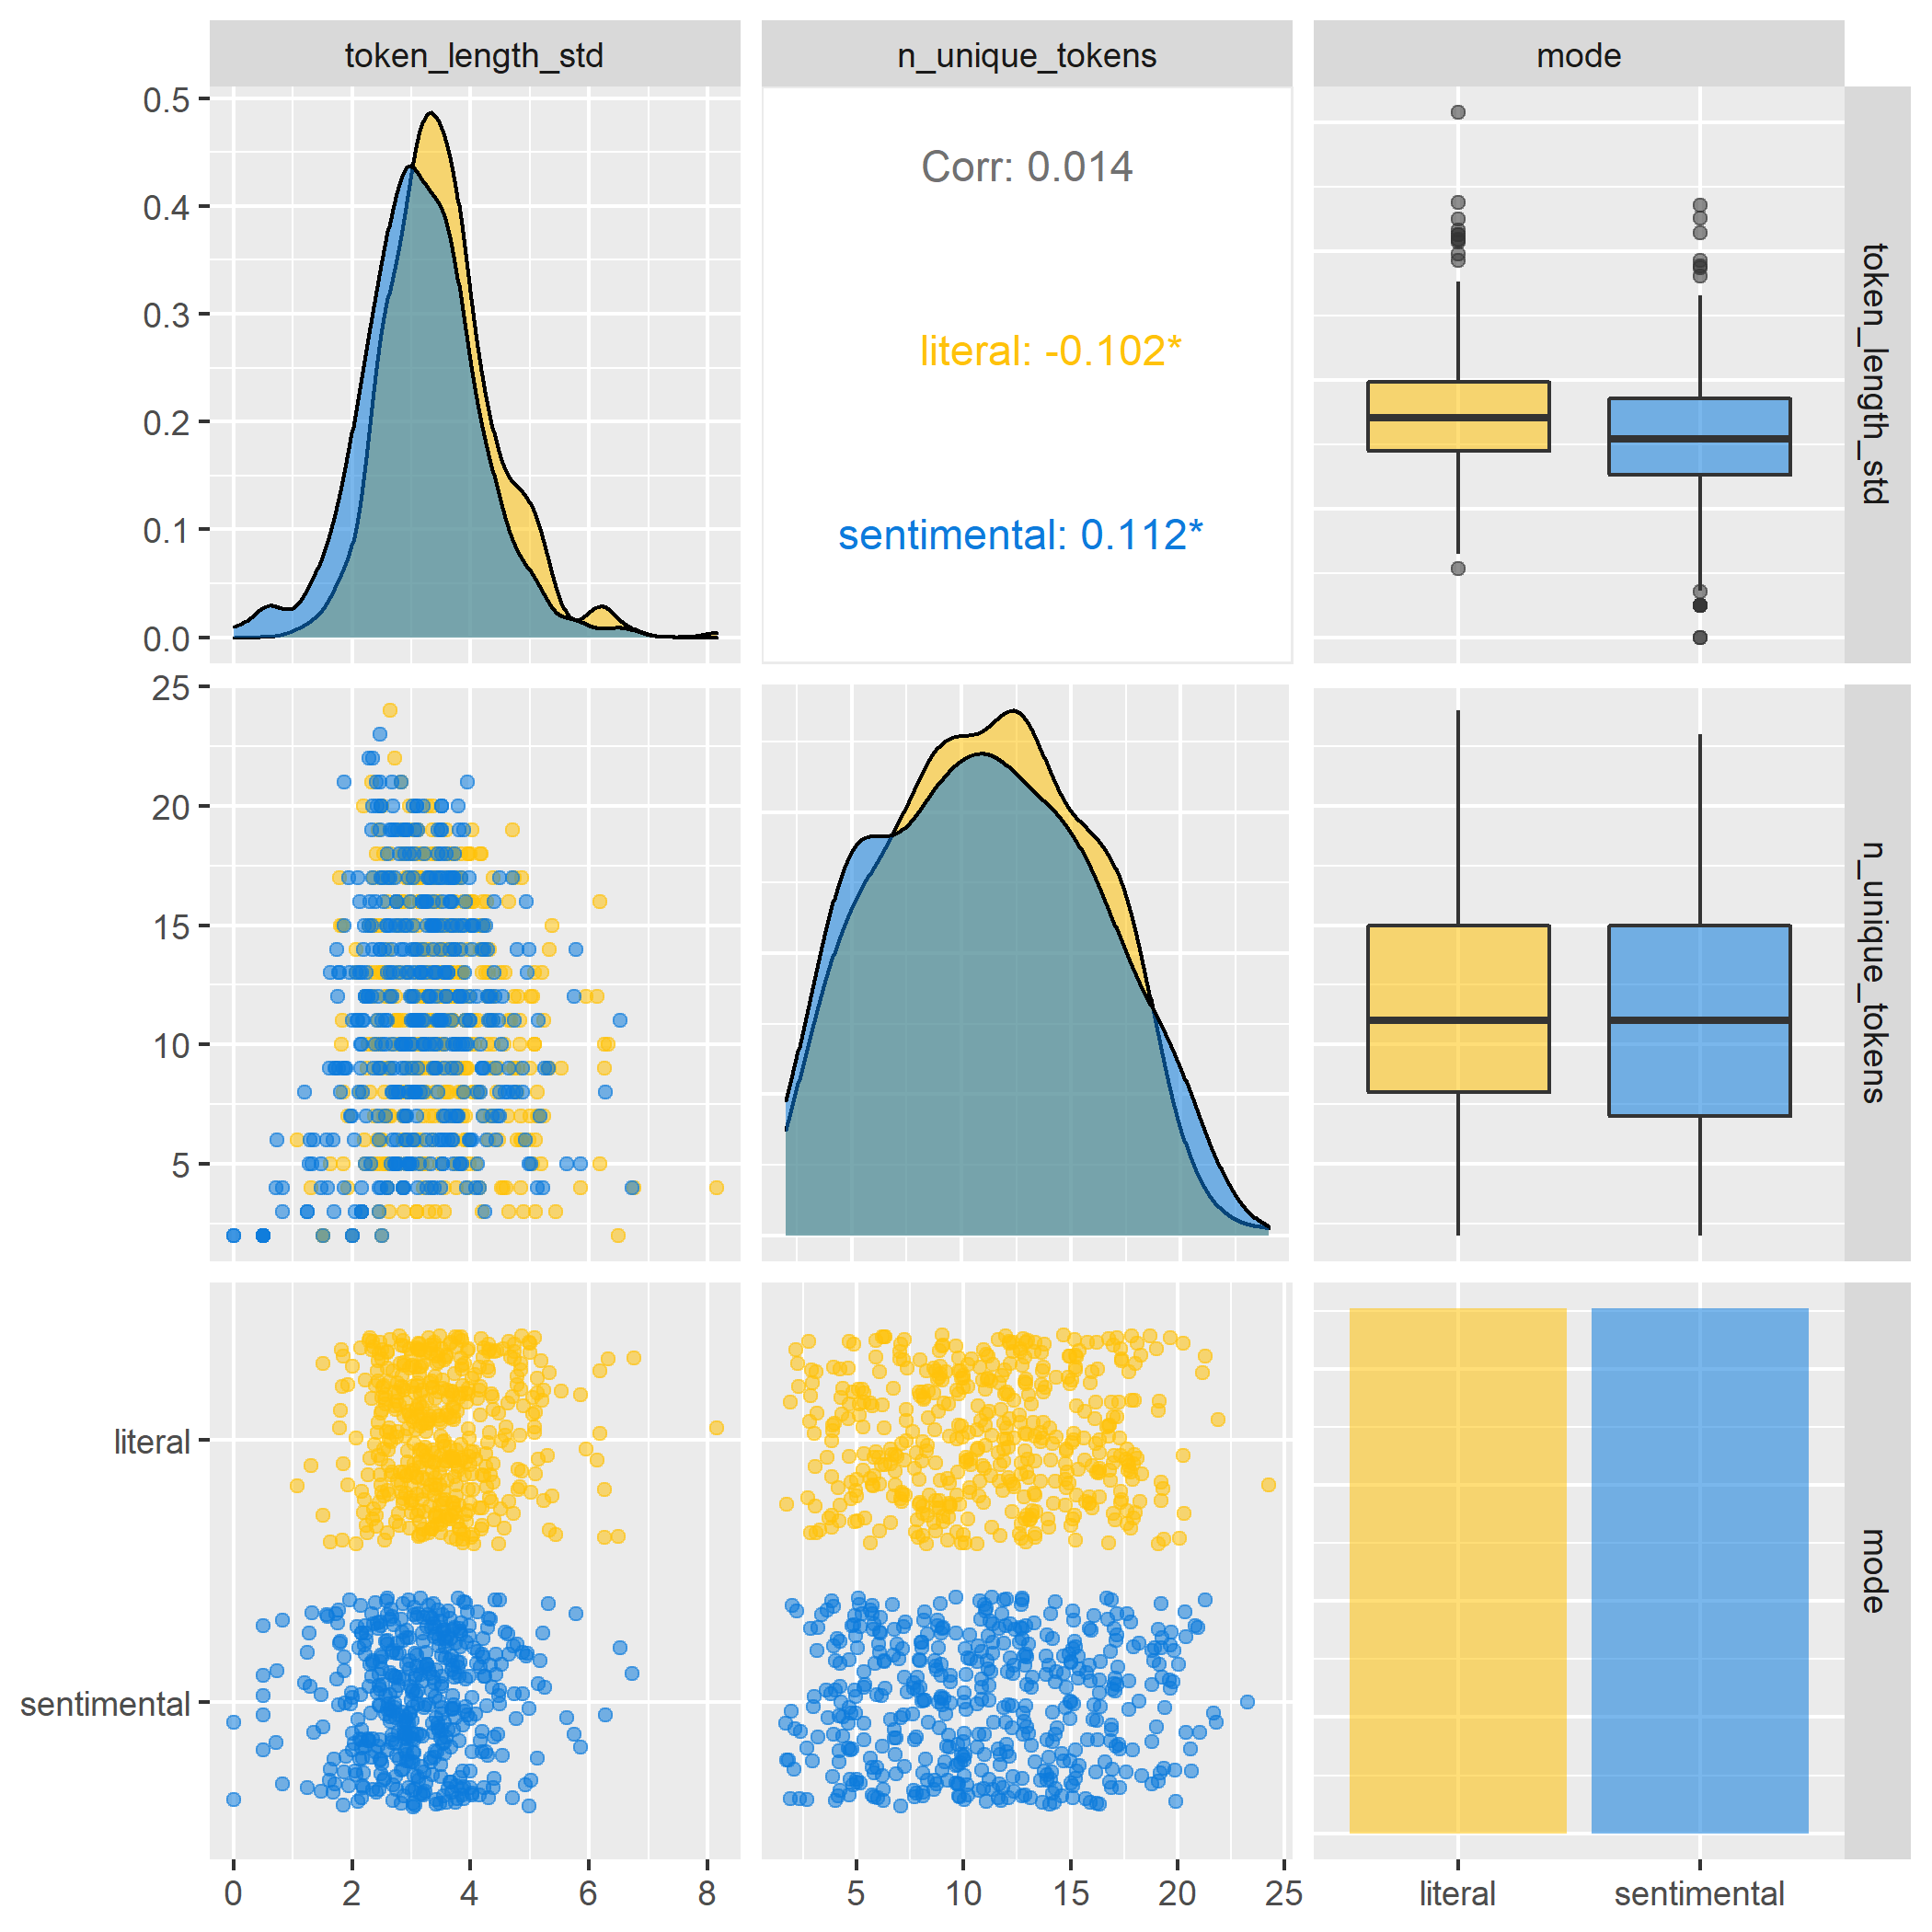 token_length_std
n_unique_tokens
mode
0.5
0.4
0.3
0.2
0.1
0.0
Corr: 0.014
literal: -0.102*
sentimental: 0.112*
token_length_std
25
20
15
10
5
n_unique_tokens
literal
sentimental
mode
0 2 4 6 8
5 10 15 20 25
literal sentimental